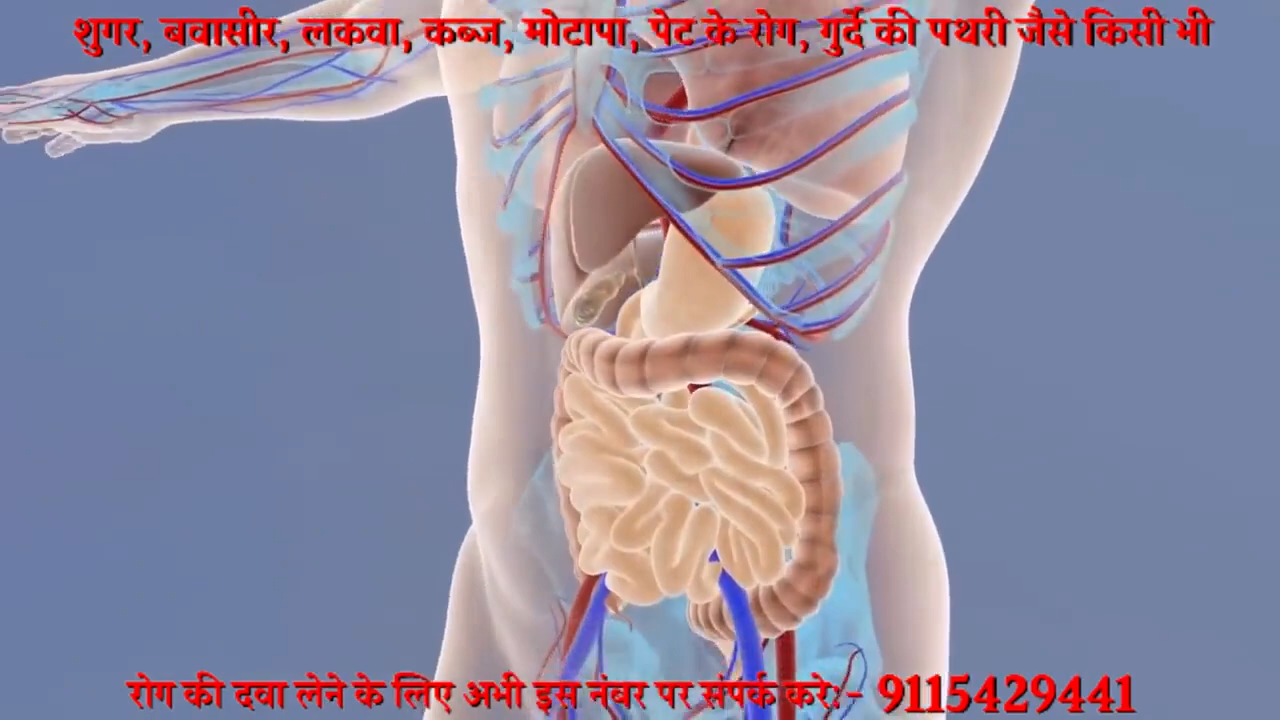 शुगर, बवासीर, लकवा, कब्ज, मोटापा, पेट के रोग, गुर्दे की पथरी जैसे किसी भी
रोग की दवा लेने के लिए अभी इस नंबर पर संपर्क करे:- 9115429441